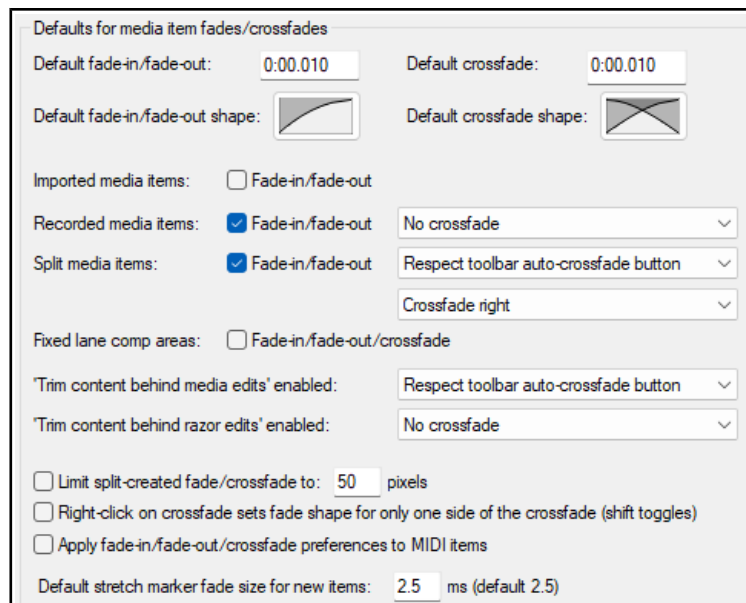 Defaults for media item fades/crossfades
Default fade-in/fade-out: 0:00.010 Default crossfade: 0:00.010
Default fade-in/fade-out shape: Default crossfade shape:
Imported media items: Fade-in/fade-out
Recorded media items: Fade-in/fade-out No crossfade
Split media items: Fade-in/fade-out Respect toolbar auto-crossfade button
Crossfade right
Fixed lane comp areas: Fade-in/fade-out/crossfade
'Trim content behind media edits' enabled: Respect toolbar auto-crossfade button
'Trim content behind razor edits' enabled: No crossfade
Limit split-created fade/crossfade to: 50 pixels
Right-click on crossfade sets fade shape for only one side of the crossfade (shift toggles)
Apply fade-in/fade-out/crossfade preferences to MIDI items
Default stretch marker fade size for new items: 2.5 ms (default 2.5)